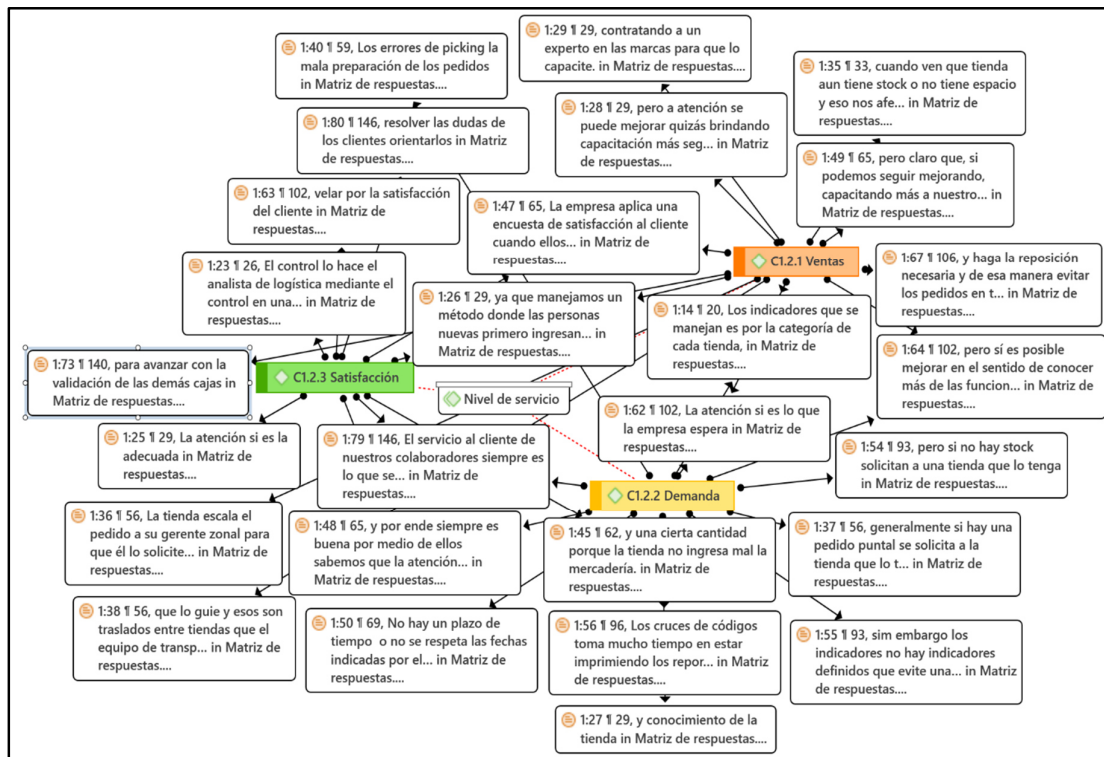 1:40 ¶ 59, Los errores de picking la
mala preparación de los pedidos
in Matriz de respuestas....
1:29 ¶ 29, contratando a un
experto en las marcas para que lo
capacite. in Matriz de respuestas....
1:35 ¶ 33, cuando ven que tienda
aun tiene stock o no tiene espacio
y eso nos afe... in Matriz de
respuestas....
1:80 ¶ 146, resolver las dudas de
los clientes orientarlos in Matriz
de respuestas....
1:28 ¶ 29, pero a atención se
puede mejorar quizás brindando
capacitación más seg... in Matriz
de respuestas....
1:49 ¶ 65, pero claro que, si
podemos seguir mejorando,
capacitando más a nuestro... in
Matriz de respuestas....
1:63 ¶ 102, velar por la satisfacción
del cliente in Matriz de
respuestas....
1:47 ¶ 65, La empresa aplica una
encuesta de satisfacción al cliente
cuando ellos... in Matriz de
respuestas....
C1.2.1 Ventas
1:67 ¶ 106, y haga la reposición
necesaria y de esa manera evitar
los pedidos en t... in Matriz de
respuestas....
1:23 ¶ 26, El control lo hace el
analista de logística mediante el
control en una... in Matriz de
respuestas....
1:26 ¶ 29, ya que manejamos un
método donde las personas
nuevas primero ingresan... in
Matriz de respuestas....
1:14 ¶ 20, Los indicadores que se
manejan es por la categoría de
cada tienda, in Matriz de
respuestas....
1:64 ¶ 102, pero sí es posible
mejorar en el sentido de conocer
más de las funcion... in Matriz de
respuestas....
1:73 ¶ 140, para avanzar con la
validación de las demás cajas in
Matriz de respuestas....
C1.2.3 Satisfacción
Nivel de servicio
1:62 ¶ 102, La atención si es lo que
la empresa espera in Matriz de
respuestas....
1:25 ¶ 29, La atención si es la
adecuada in Matriz de
respuestas....
1:79 ¶ 146, El servicio al cliente de
nuestros colaboradores siempre es
lo que se... in Matriz de
respuestas....
1:54 ¶ 93, pero si no hay stock
solicitan a una tienda que lo tenga
in Matriz de respuestas....
C1.2.2 Demanda
1:36 ¶ 56, La tienda escala el
pedido a su gerente zonal para
que él lo solicite... in Matriz de
respuestas....
1:48 ¶ 65, y por ende siempre es
buena por medio de ellos
sabemos que la atención... in
Matriz de respuestas....
1:45 ¶ 62, y una cierta cantidad
porque la tienda no ingresa mal la
mercadería. in Matriz de
respuestas....
1:37 ¶ 56, generalmente si hay una
pedido puntal se solicita a la
tienda que lo t... in Matriz de
respuestas....
1:38 ¶ 56, que lo guie y esos son
traslados entre tiendas que el
equipo de transp... in Matriz de
respuestas....
1:50 ¶ 69, No hay un plazo de
tiempo o no se respeta las fechas
indicadas por el... in Matriz de
respuestas....
1:56 ¶ 96, Los cruces de códigos
toma mucho tiempo en estar
imprimiendo los repor... in Matriz
de respuestas....
1:55 ¶ 93, sim embargo los
indicadores no hay indicadores
definidos que evite una... in Matriz
de respuestas....
1:27 ¶ 29, y conocimiento de la
tienda in Matriz de respuestas....